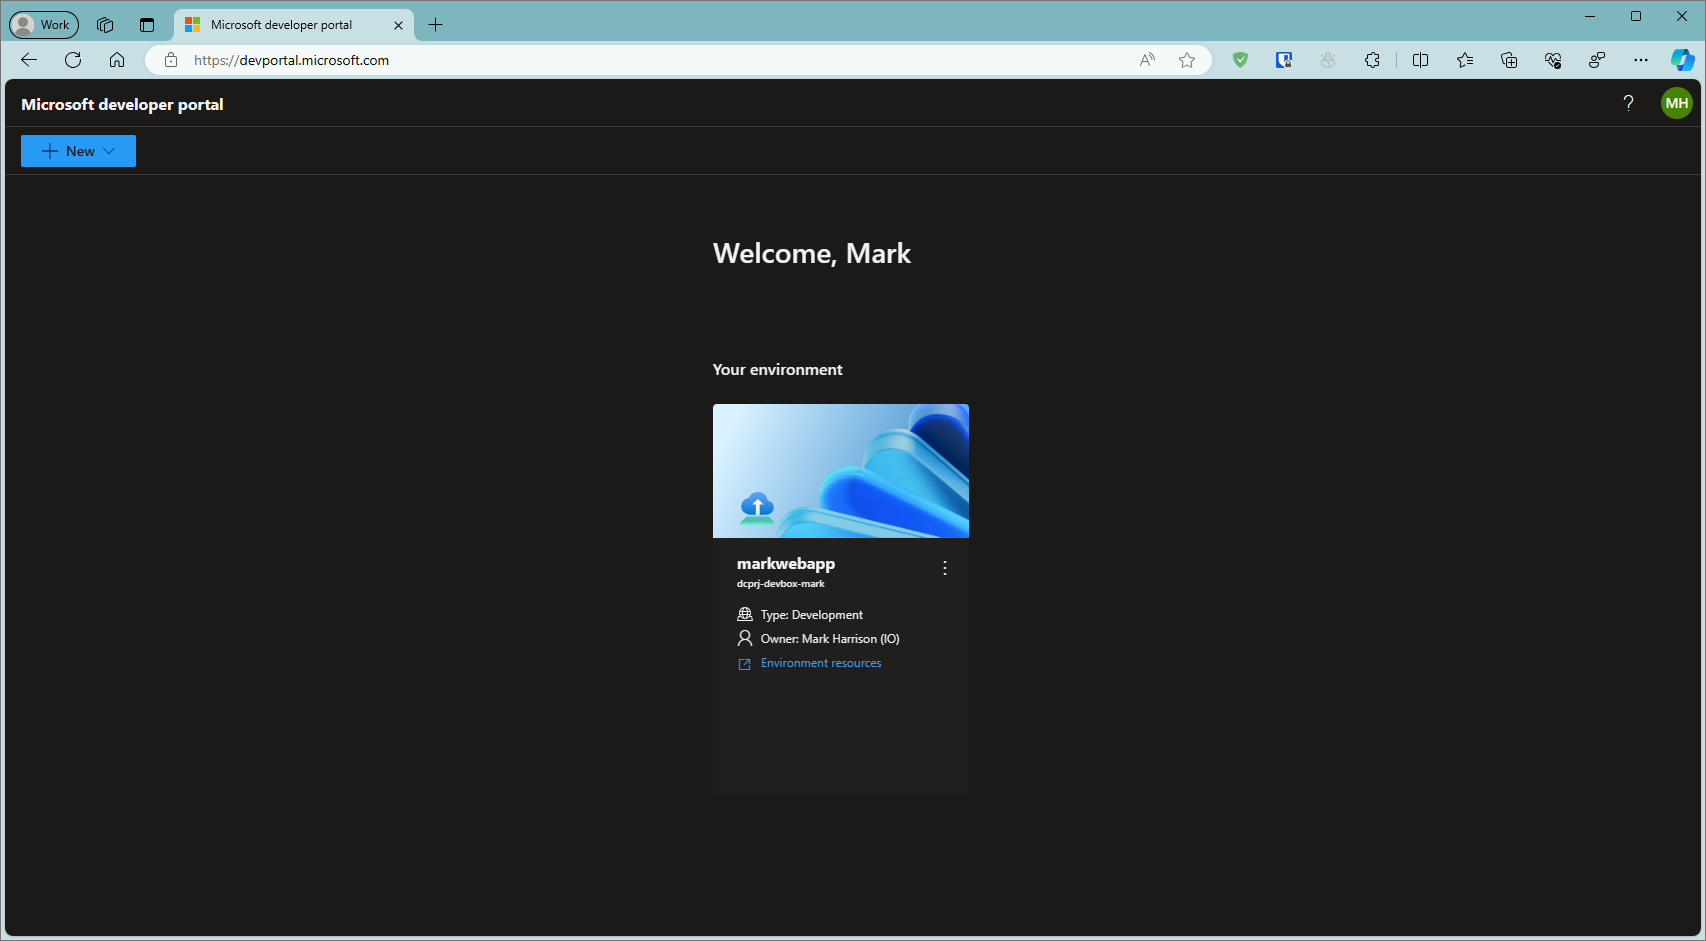 Work
Microsoft developer portal
https://devportal.microsoft.com
Microsoft developer portal
?
MH
New
Welcome, Mark
Your environment
markwebapp
dcprj-devbox-mark
Type: Development
Owner: Mark Harrison (IO)
Environment resources